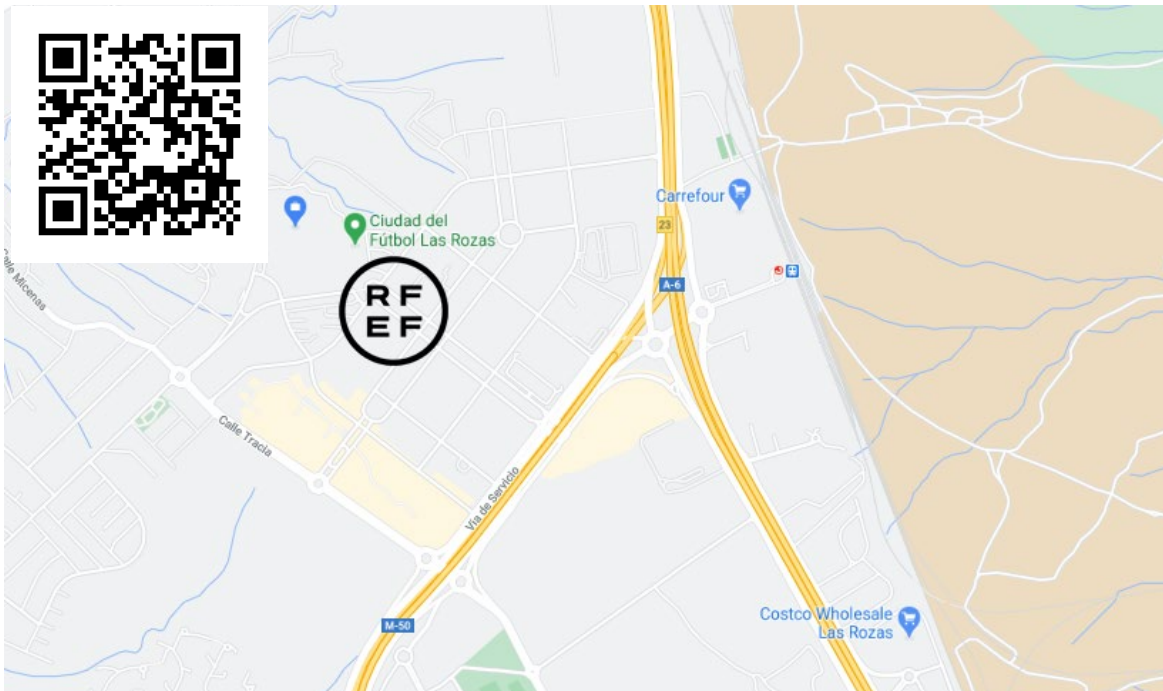 Ciudad del
Fútbol Las Rozas
RF
EF
Carrefour
23
A-6
Calle Micenas
Calle Tracia
Vía de Servicio
M-50
Costco Wholesale
Las Rozas